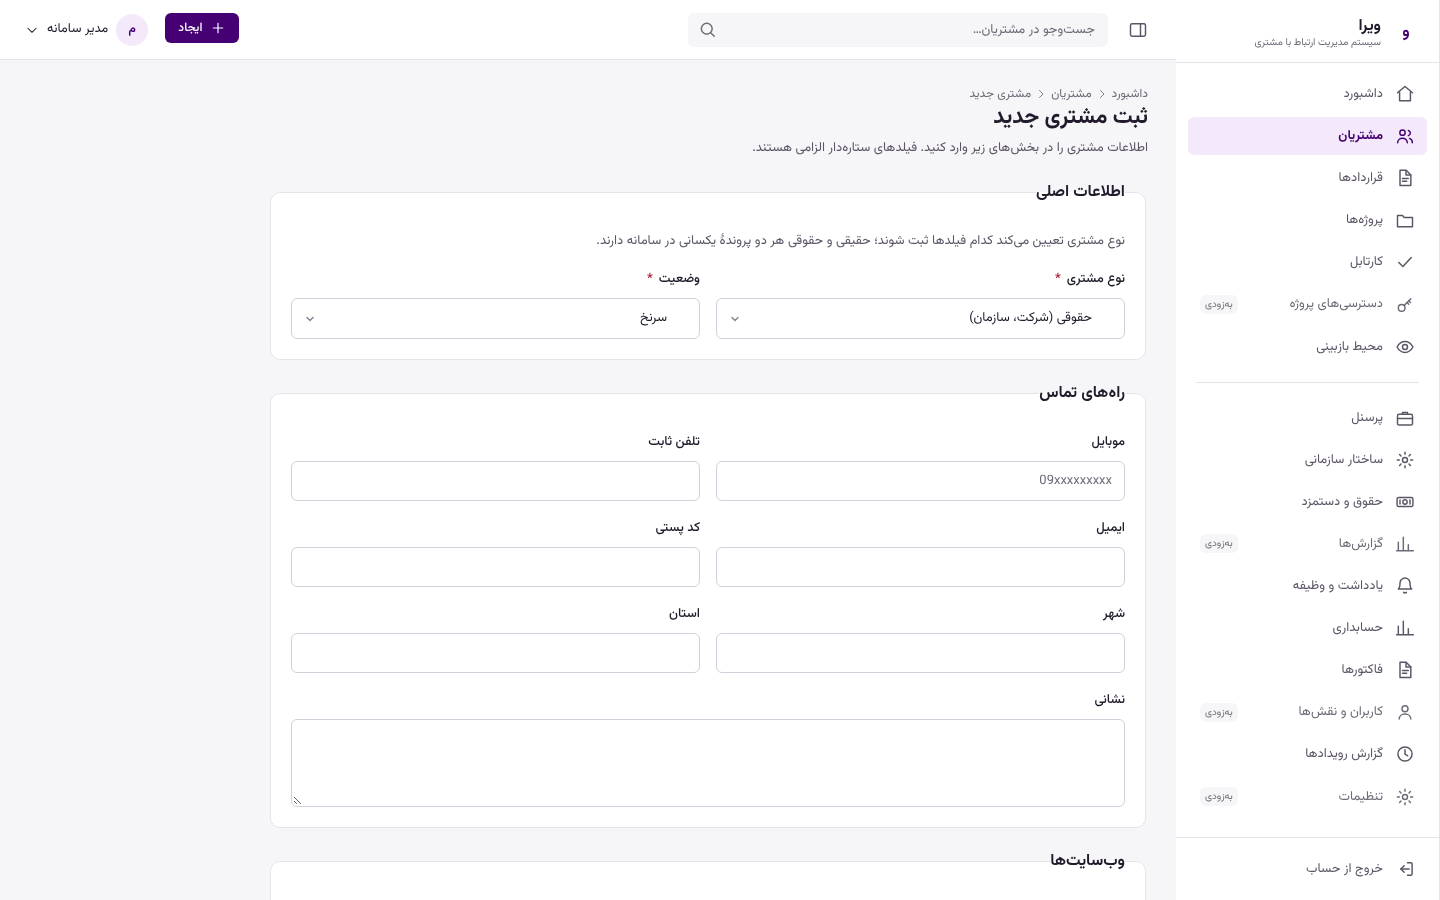 و
ویرا
سیستم مدیریت ارتباط با مشتری
داشبورد
مشتریان
قراردادها
پروژه‌ها
کارتابل
دسترسی‌های پروژه
به‌زودی
محیط بازبینی
پرسنل
ساختار سازمانی
حقوق و دستمزد
گزارش‌ها
به‌زودی
یادداشت و وظیفه
حسابداری
فاکتورها
کاربران و نقش‌ها
به‌زودی
گزارش رویدادها
تنظیمات
به‌زودی
خروج از حساب
جست‌وجو در مشتریان…
ایجاد
م
مدیر سامانه
داشبورد
مشتریان
مشتری جدید
ثبت مشتری جدید
اطلاعات مشتری را در بخش‌های زیر وارد کنید. فیلدهای ستاره‌دار الزامی هستند.
اطلاعات اصلی
نوع مشتری تعیین می‌کند کدام فیلدها ثبت شوند؛ حقیقی و حقوقی هر دو پروندهٔ یکسانی در سامانه دارند.
نوع مشتری *
وضعیت *
حقوقی (شرکت، سازمان)
سرنخ
راه‌های تماس
موبایل
تلفن ثابت
09xxxxxxxxx
ایمیل
کد پستی
شهر
استان
نشانی
وب‌سایت‌ها